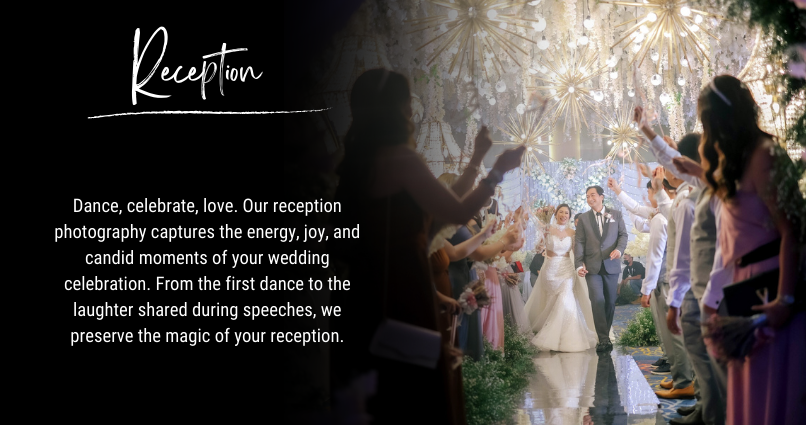 Reception
Dance, celebrate, love. Our reception
photography captures the energy, joy, and
candid moments of your wedding
celebration. From the first dance to the
laughter shared during speeches, we
preserve the magic of your reception.